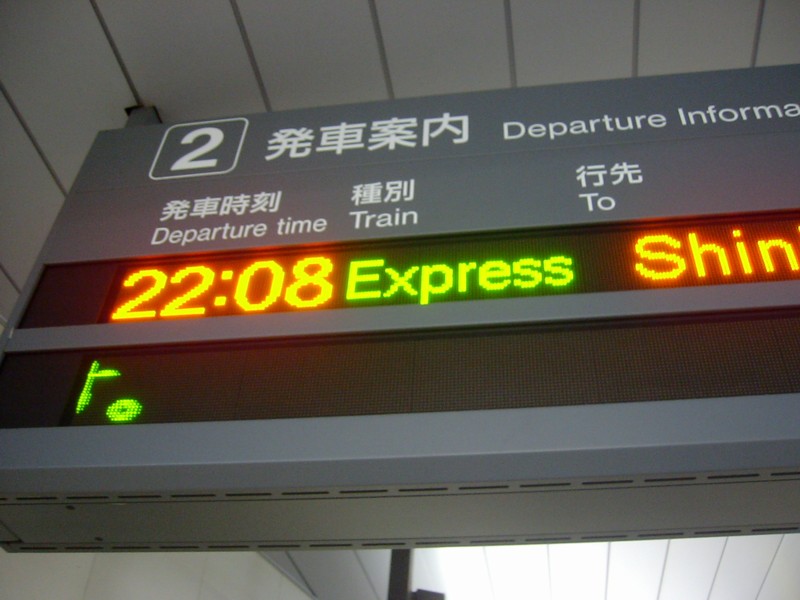 2 発車案内 Departure Informa
発車時刻 種別 行先
Departure time Train To
22:08 Express Shin